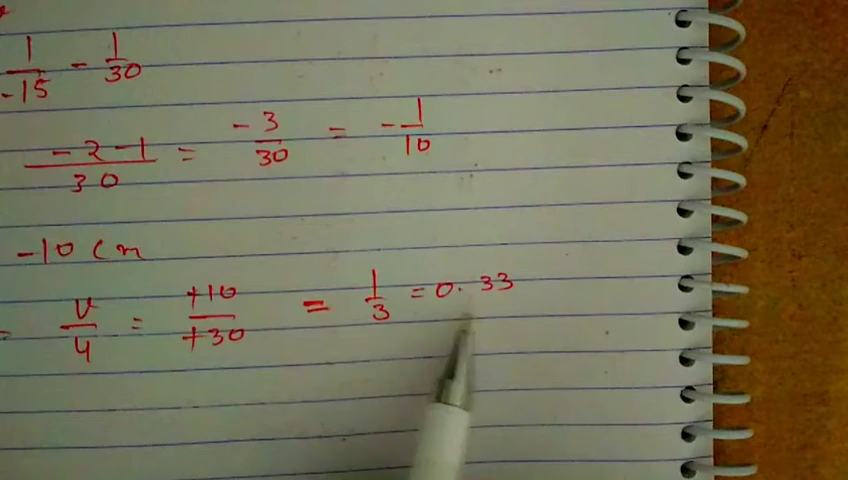 1/-15 - 1/30
-2-1/30 = -3/30 = -1/10
-10 cm
= v/u = +10/+30 = 1/3 = 0.33